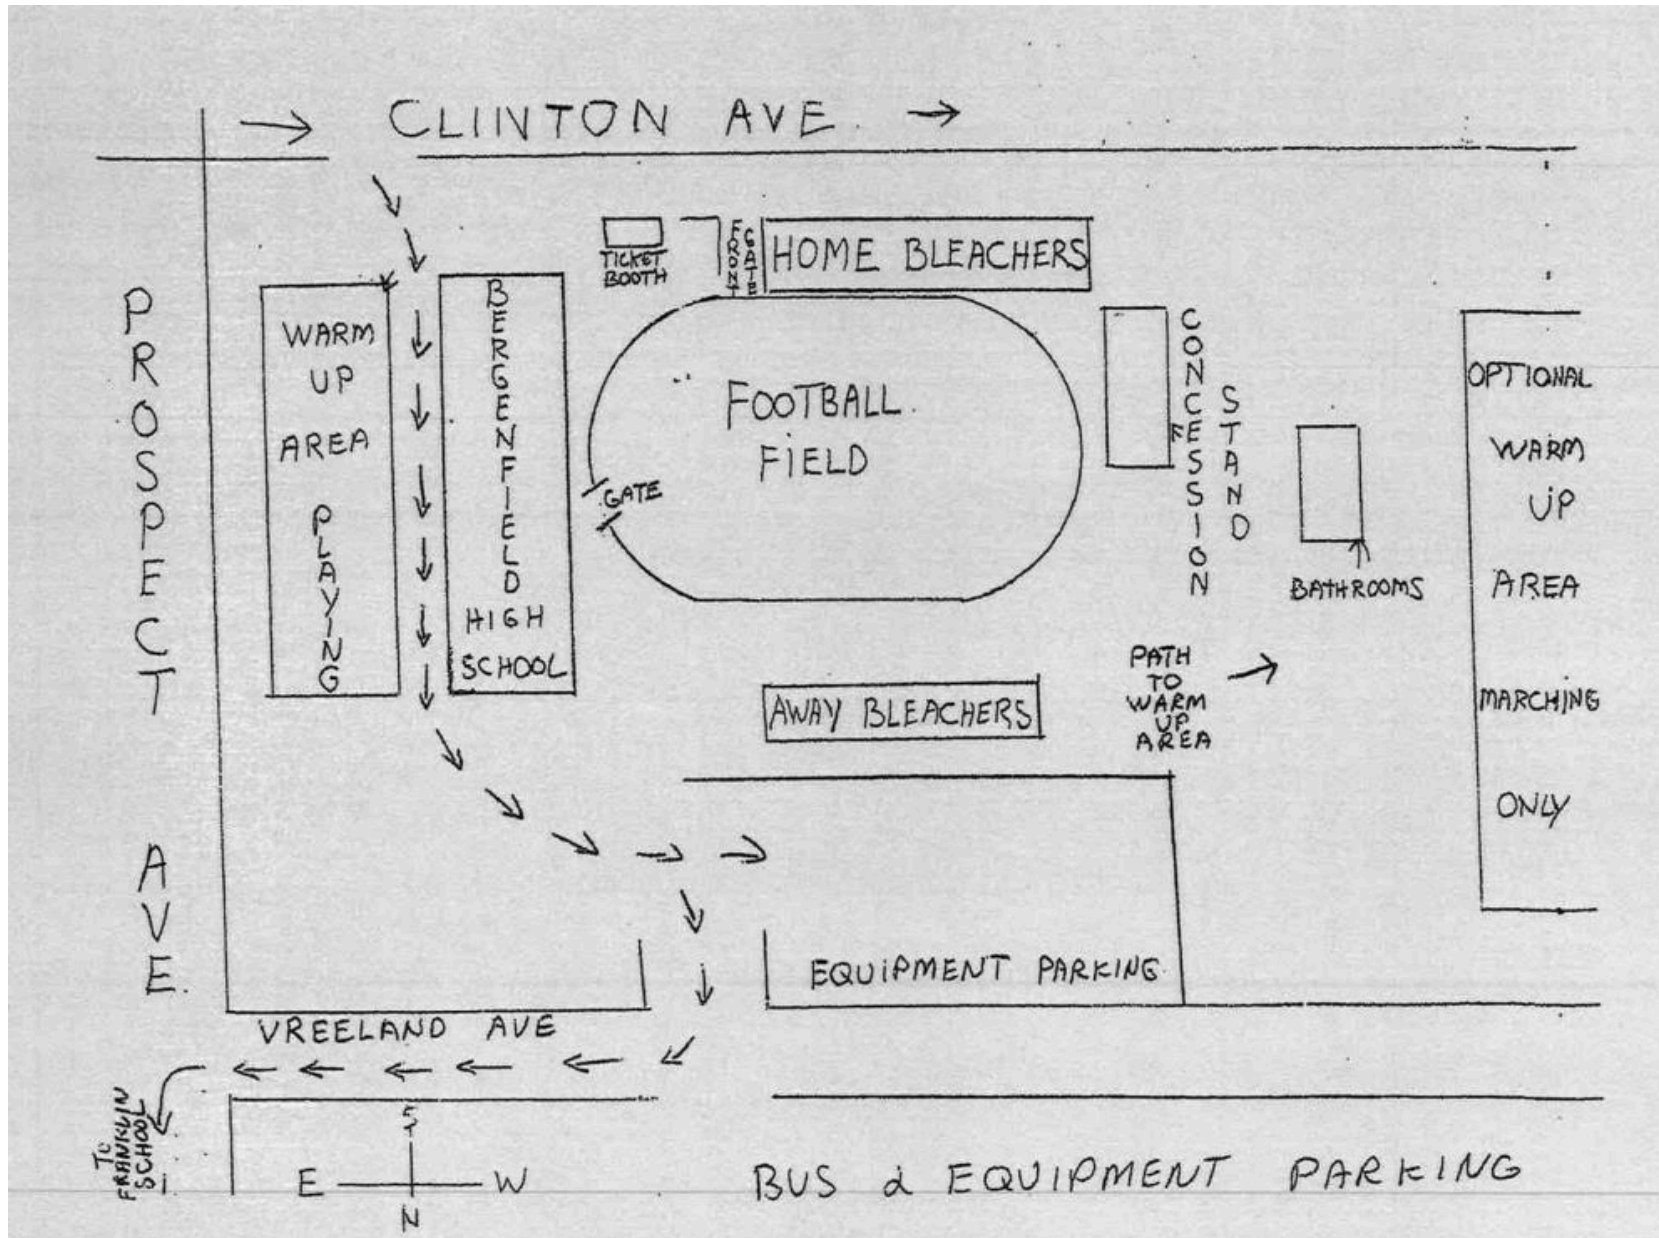 CLINTON AVE.
PROSPECT AVE.
TICKET
BOOTH
FRONT
GATE
HOME BLEACHERS
WARM
UP
AREA
PLAYING
BERGENFIELD
HIGH
SCHOOL
FOOTBALL
FIELD
GATE
CONCESSION
STAND
BATHROOMS
OPTIONAL
WARM
UP
AREA
MARCHING
ONLY
PATH
TO
WARM
UP
AREA
AWAY BLEACHERS
EQUIPMENT PARKING
VREELAND AVE
TO
FRANKLIN
SCHOOL
S
E W
N
BUS & EQUIPMENT PARKING